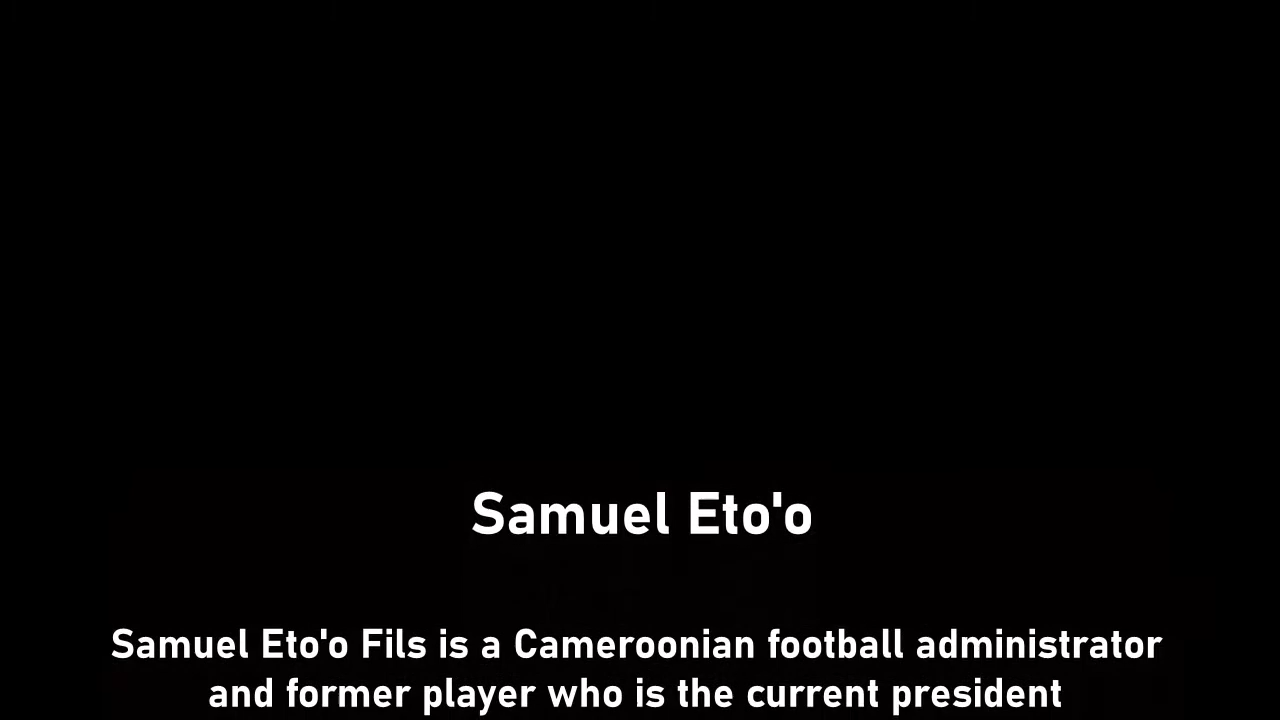 Samuel Eto'o
Samuel Eto'o Fils is a Cameroonian football administrator
and former player who is the current president